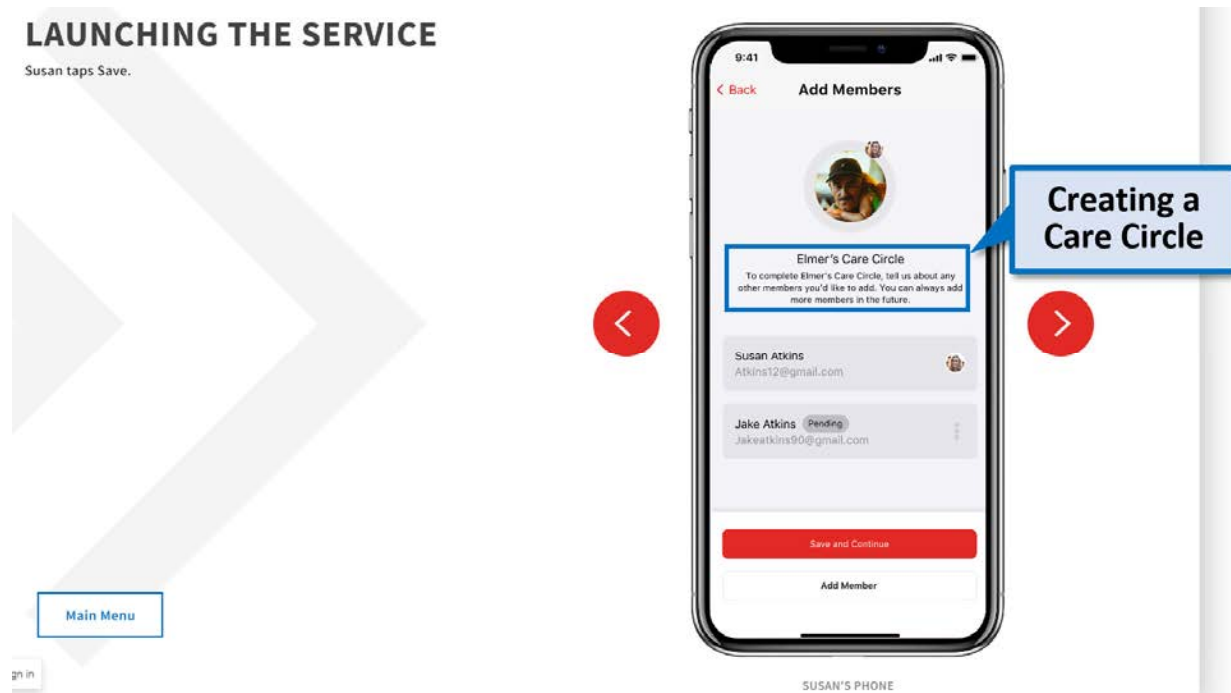 LAUNCHING THE SERVICE
Susan taps Save.
9:41
< Back
Add Members
Elmer's Care Circle
To complete Elmer's Care Circle, tell us about any
other members you'd like to add. You can always add
more members in the future.
Creating a
Care Circle
Susan Atkins
Atkins12@gmail.com
Jake Atkins Pending
Jakeatkins90@gmail.com
Save and Continue
Add Member
Main Menu
gn in
SUSAN'S PHONE